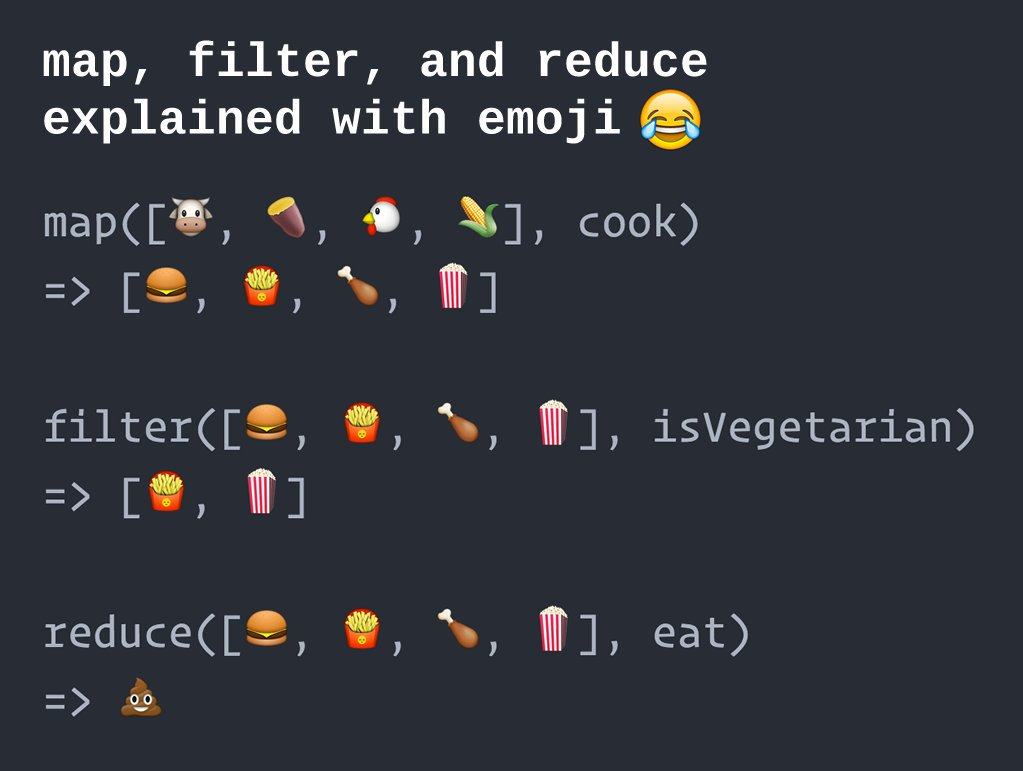 map, filter, and reduce
explained with emoji 😂
map([🐮, 🍠, 🐔, 🌽], cook)
=> [🍔, 🍟, 🍗, 🍿]
filter([🍔, 🍟, 🍗, 🍿], isVegetarian)
=> [🍟, 🍿]
reduce([🍔, 🍟, 🍗, 🍿], eat)
=> 💩